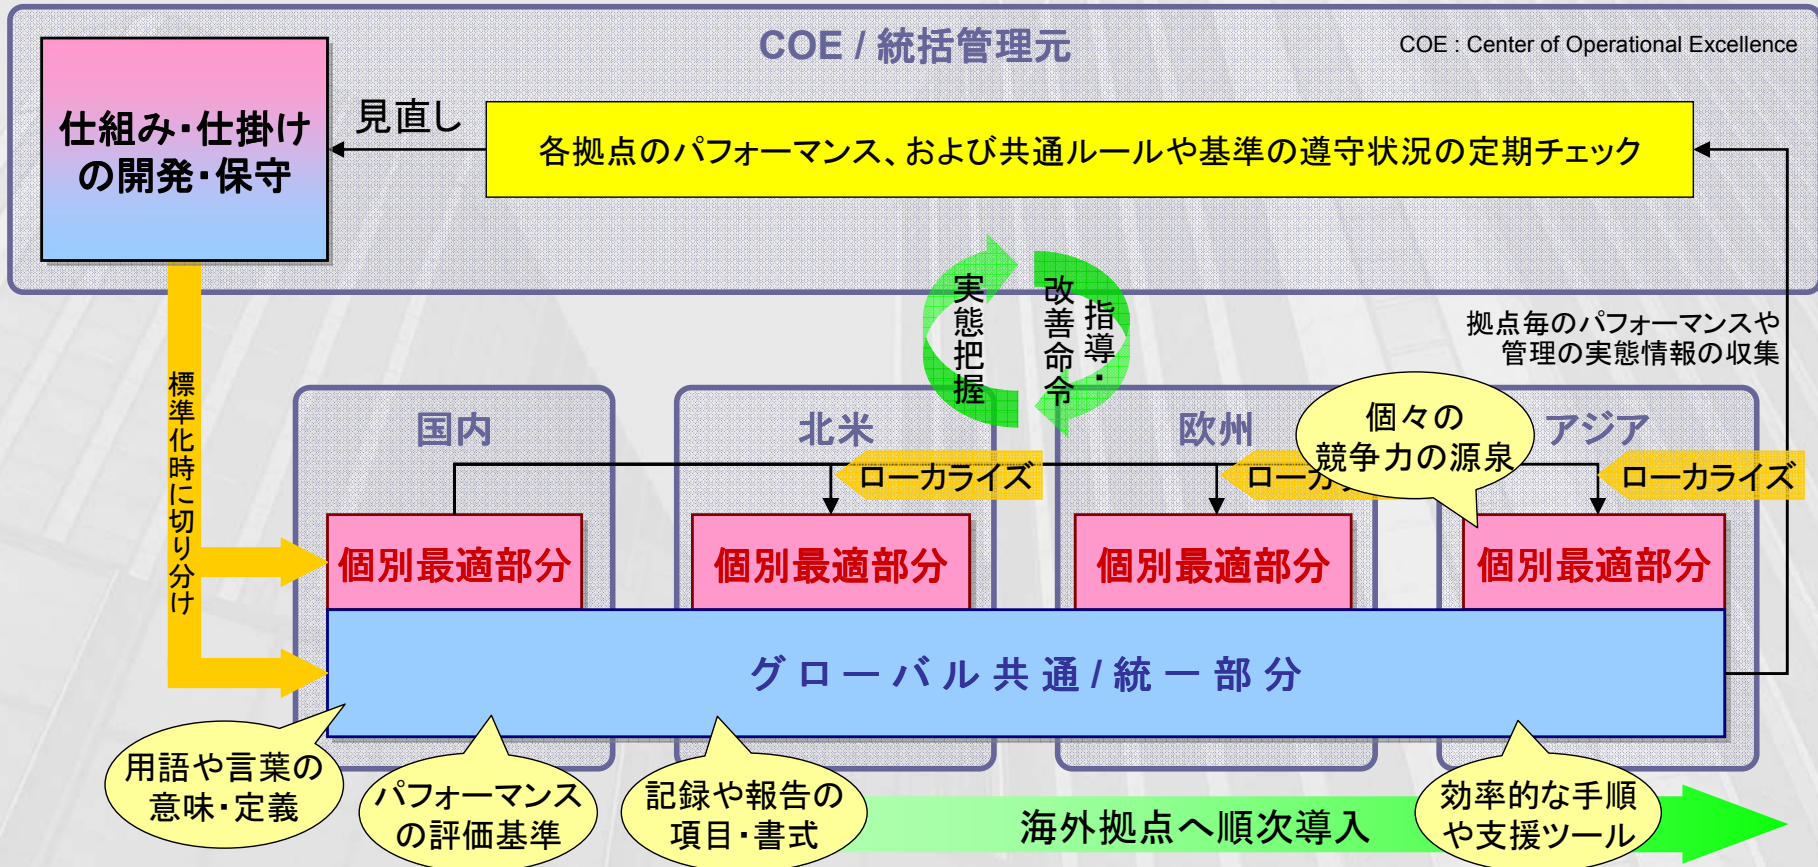 COE / 統括管理元
COE : Center of Operational Excellence
仕組み・仕掛け
の開発・保守
見直し
各拠点のパフォーマンス、および共通ルールや基準の遵守状況の定期チェック
実態把握
指導・
改善命令
拠点毎のパフォーマンスや
管理の実態情報の収集
標準化時に切り分け
国内
北米
欧州
アジア
個々の
競争力の源泉
ローカライズ
ローカ
ローカライズ
個別最適部分
個別最適部分
個別最適部分
個別最適部分
グローバル共通/統一部分
用語や言葉の
意味・定義
パフォーマンス
の評価基準
記録や報告の
項目・書式
海外拠点へ順次導入
効率的な手順
や支援ツール